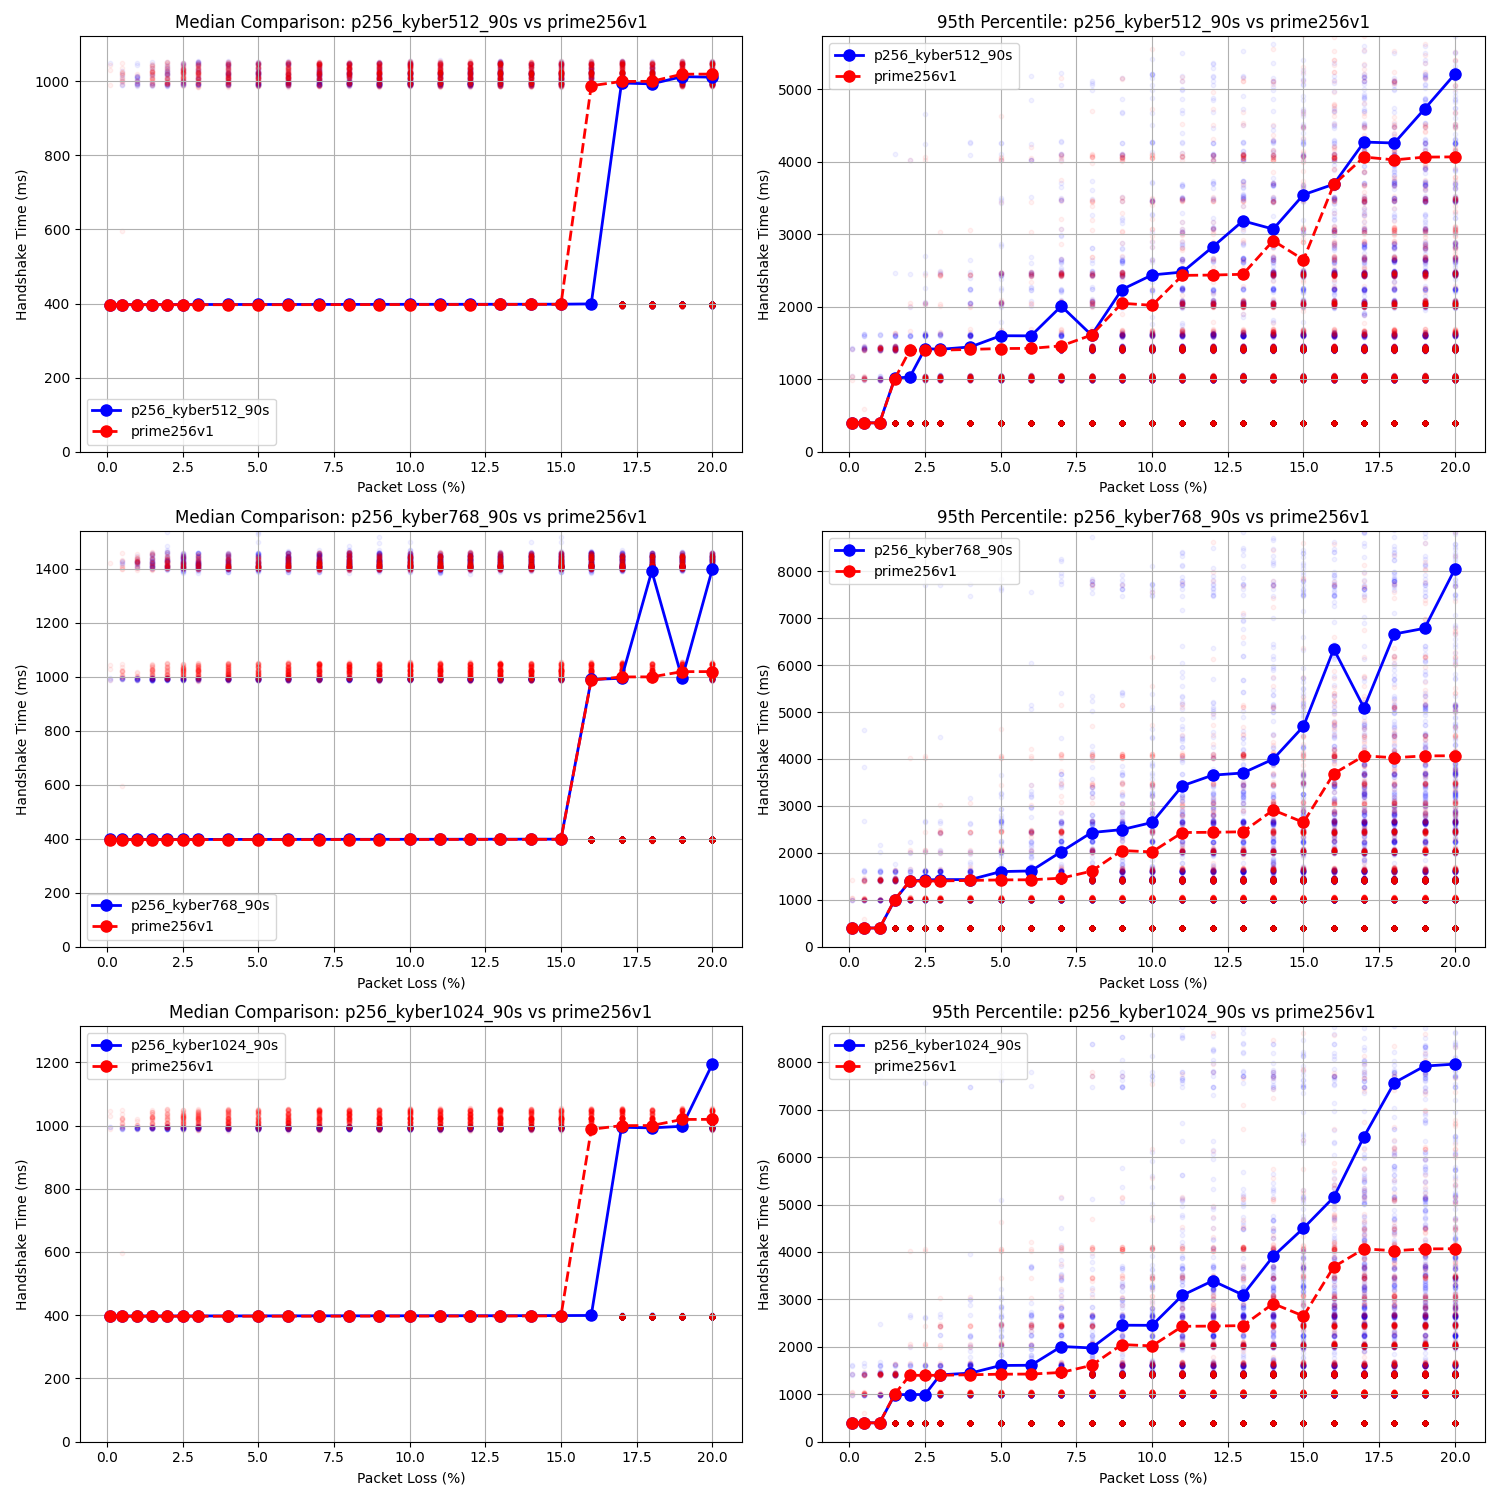 Median Comparison: p256_kyber512_90s vs prime256v1
Handshake Time (ms)
1000
800
600
400
200
0
p256_kyber512_90s
prime256v1
0.0 2.5 5.0 7.5 10.0 12.5 15.0 17.5 20.0
Packet Loss (%)
95th Percentile: p256_kyber512_90s vs prime256v1
Handshake Time (ms)
5000
4000
3000
2000
1000
0
p256_kyber512_90s
prime256v1
0.0 2.5 5.0 7.5 10.0 12.5 15.0 17.5 20.0
Packet Loss (%)
Median Comparison: p256_kyber768_90s vs prime256v1
Handshake Time (ms)
1400
1200
1000
800
600
400
200
0
p256_kyber768_90s
prime256v1
0.0 2.5 5.0 7.5 10.0 12.5 15.0 17.5 20.0
Packet Loss (%)
95th Percentile: p256_kyber768_90s vs prime256v1
Handshake Time (ms)
8000
7000
6000
5000
4000
3000
2000
1000
0
p256_kyber768_90s
prime256v1
0.0 2.5 5.0 7.5 10.0 12.5 15.0 17.5 20.0
Packet Loss (%)
Median Comparison: p256_kyber1024_90s vs prime256v1
Handshake Time (ms)
1200
1000
800
600
400
200
0
p256_kyber1024_90s
prime256v1
0.0 2.5 5.0 7.5 10.0 12.5 15.0 17.5 20.0
Packet Loss (%)
95th Percentile: p256_kyber1024_90s vs prime256v1
Handshake Time (ms)
8000
7000
6000
5000
4000
3000
2000
1000
0
p256_kyber1024_90s
prime256v1
0.0 2.5 5.0 7.5 10.0 12.5 15.0 17.5 20.0
Packet Loss (%)